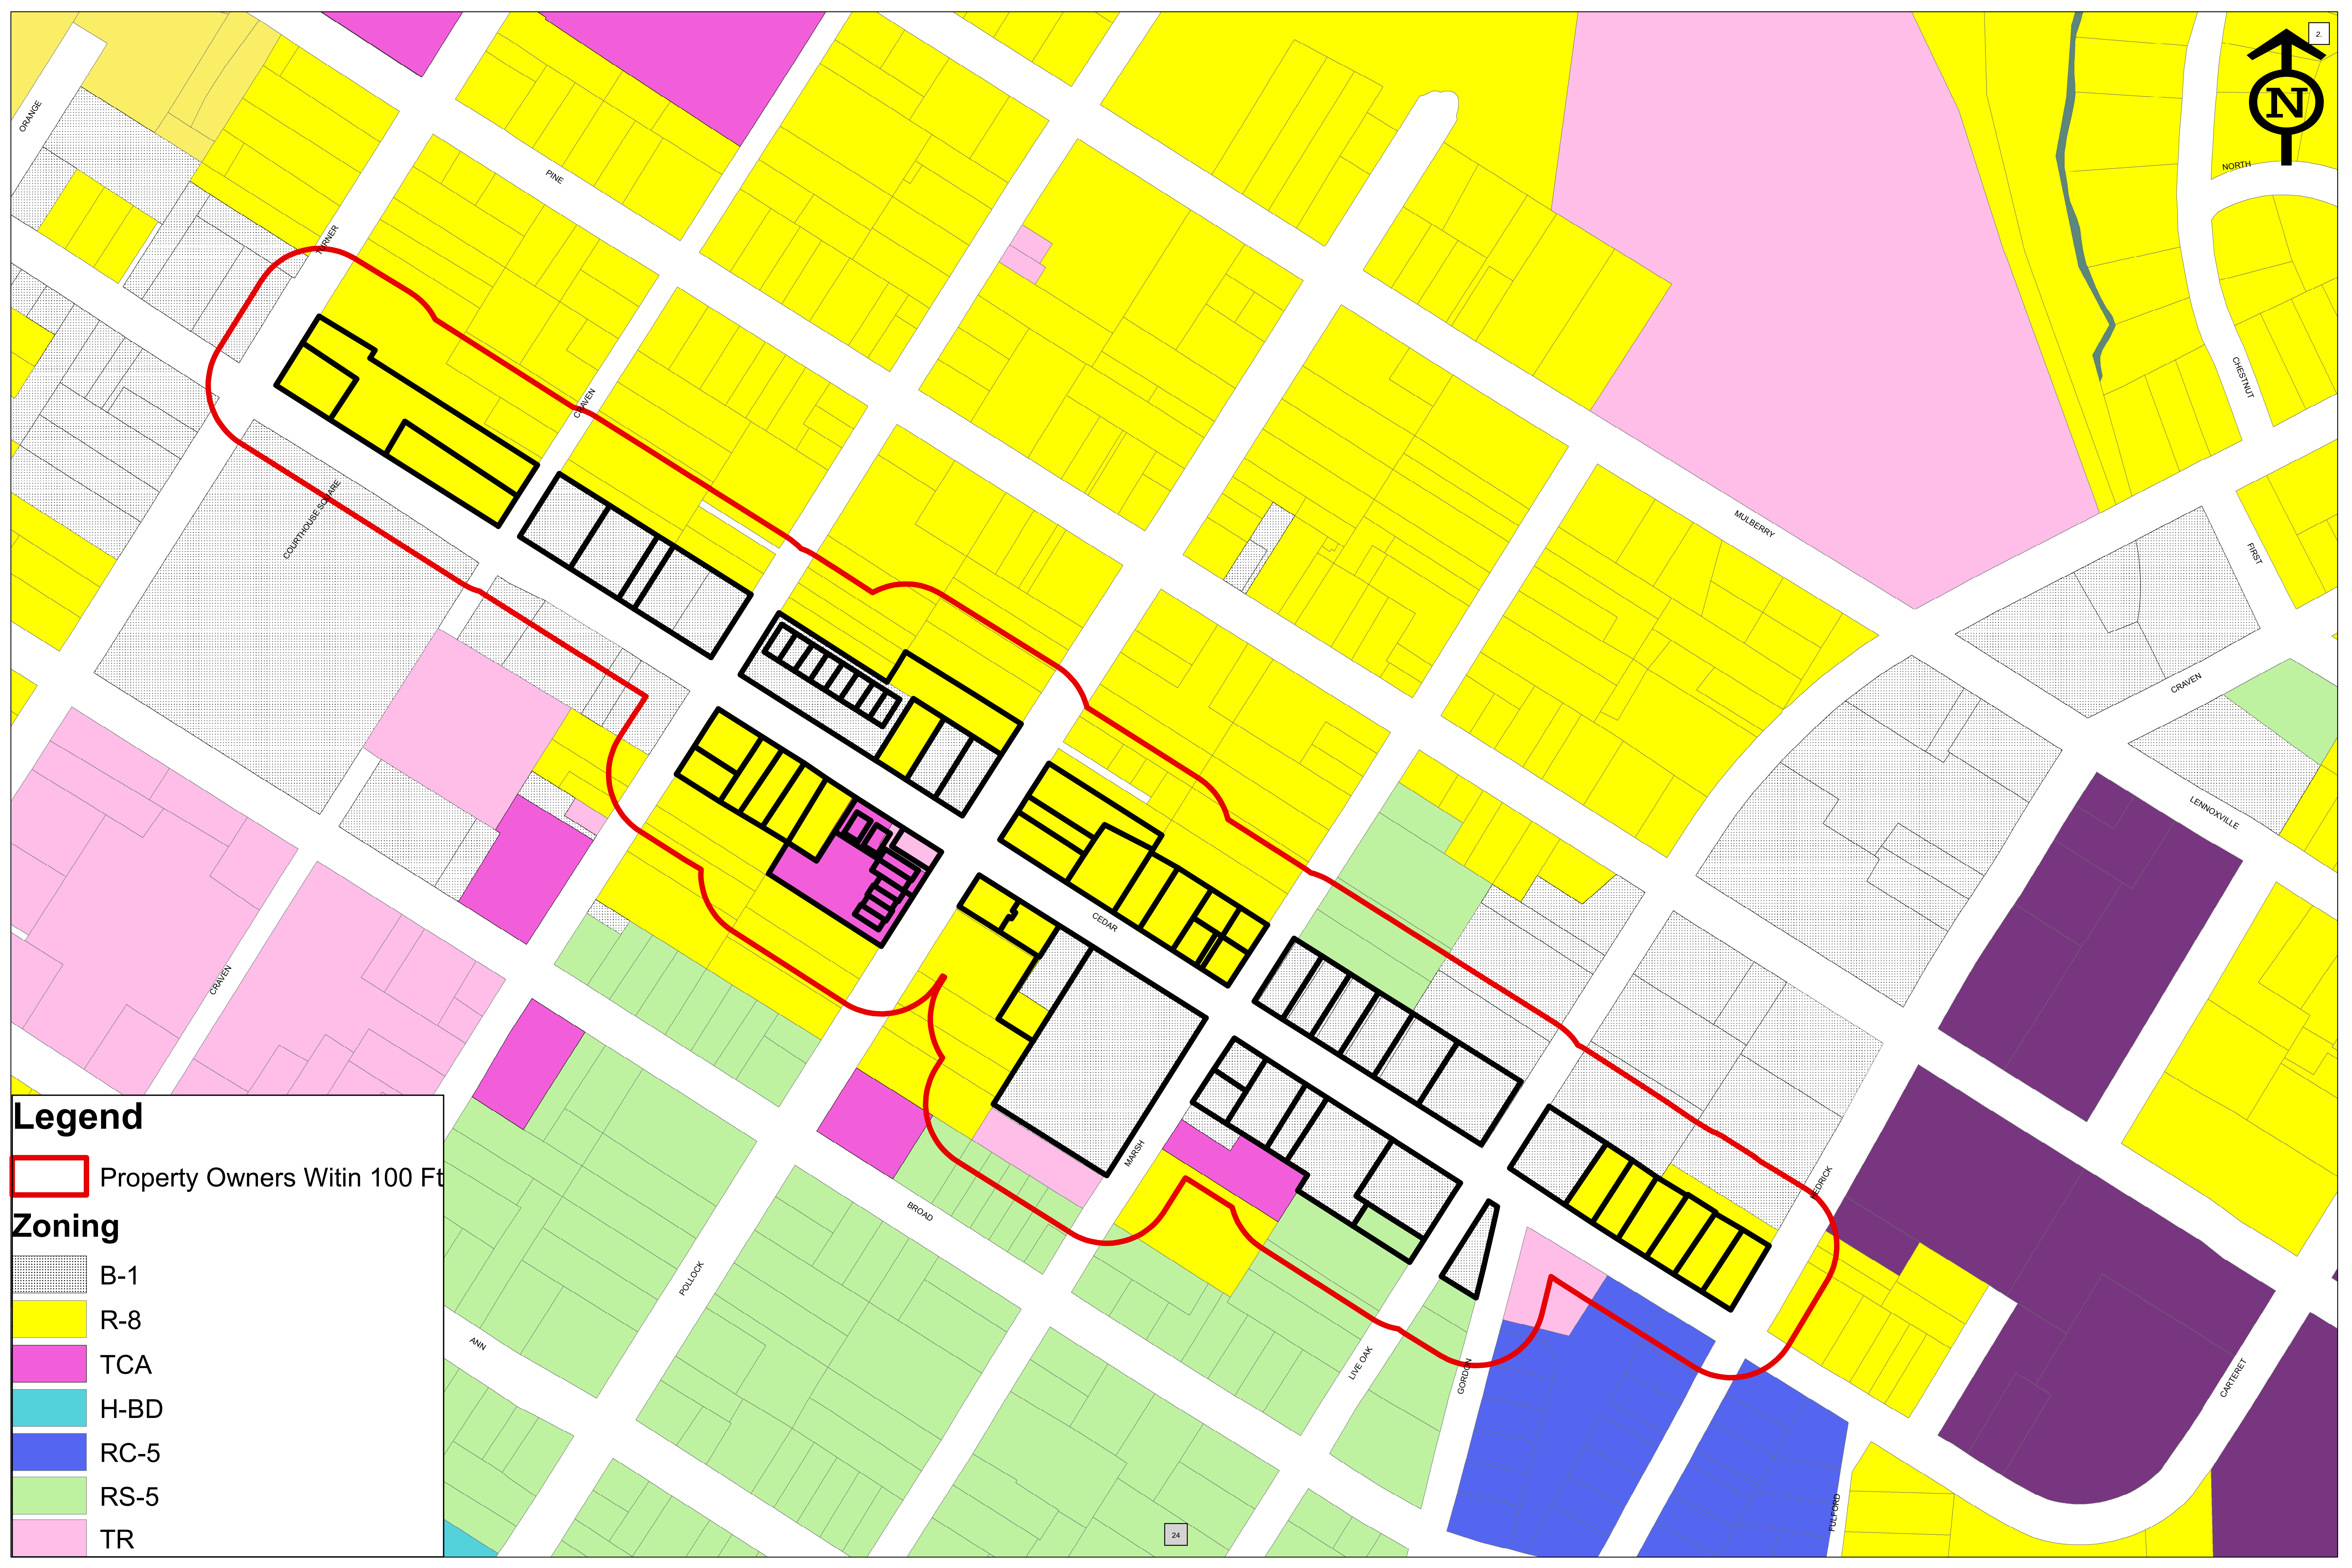 2.
N
NORTH
ORANGE
PINE
TURNER
CHESTNUT
CRAVEN
COURTHOUSE SQUARE
MULBERRY
FIRST
CRAVEN
LENNOXVILLE
CEDAR
CRAVEN
MARSH
HEDRICK
BROAD
POLLOCK
ANN
LIVE OAK
GORDON
CARTERET
FULFORD
24
Legend
Property Owners Witin 100 Ft
Zoning
B-1
R-8
TCA
H-BD
RC-5
RS-5
TR